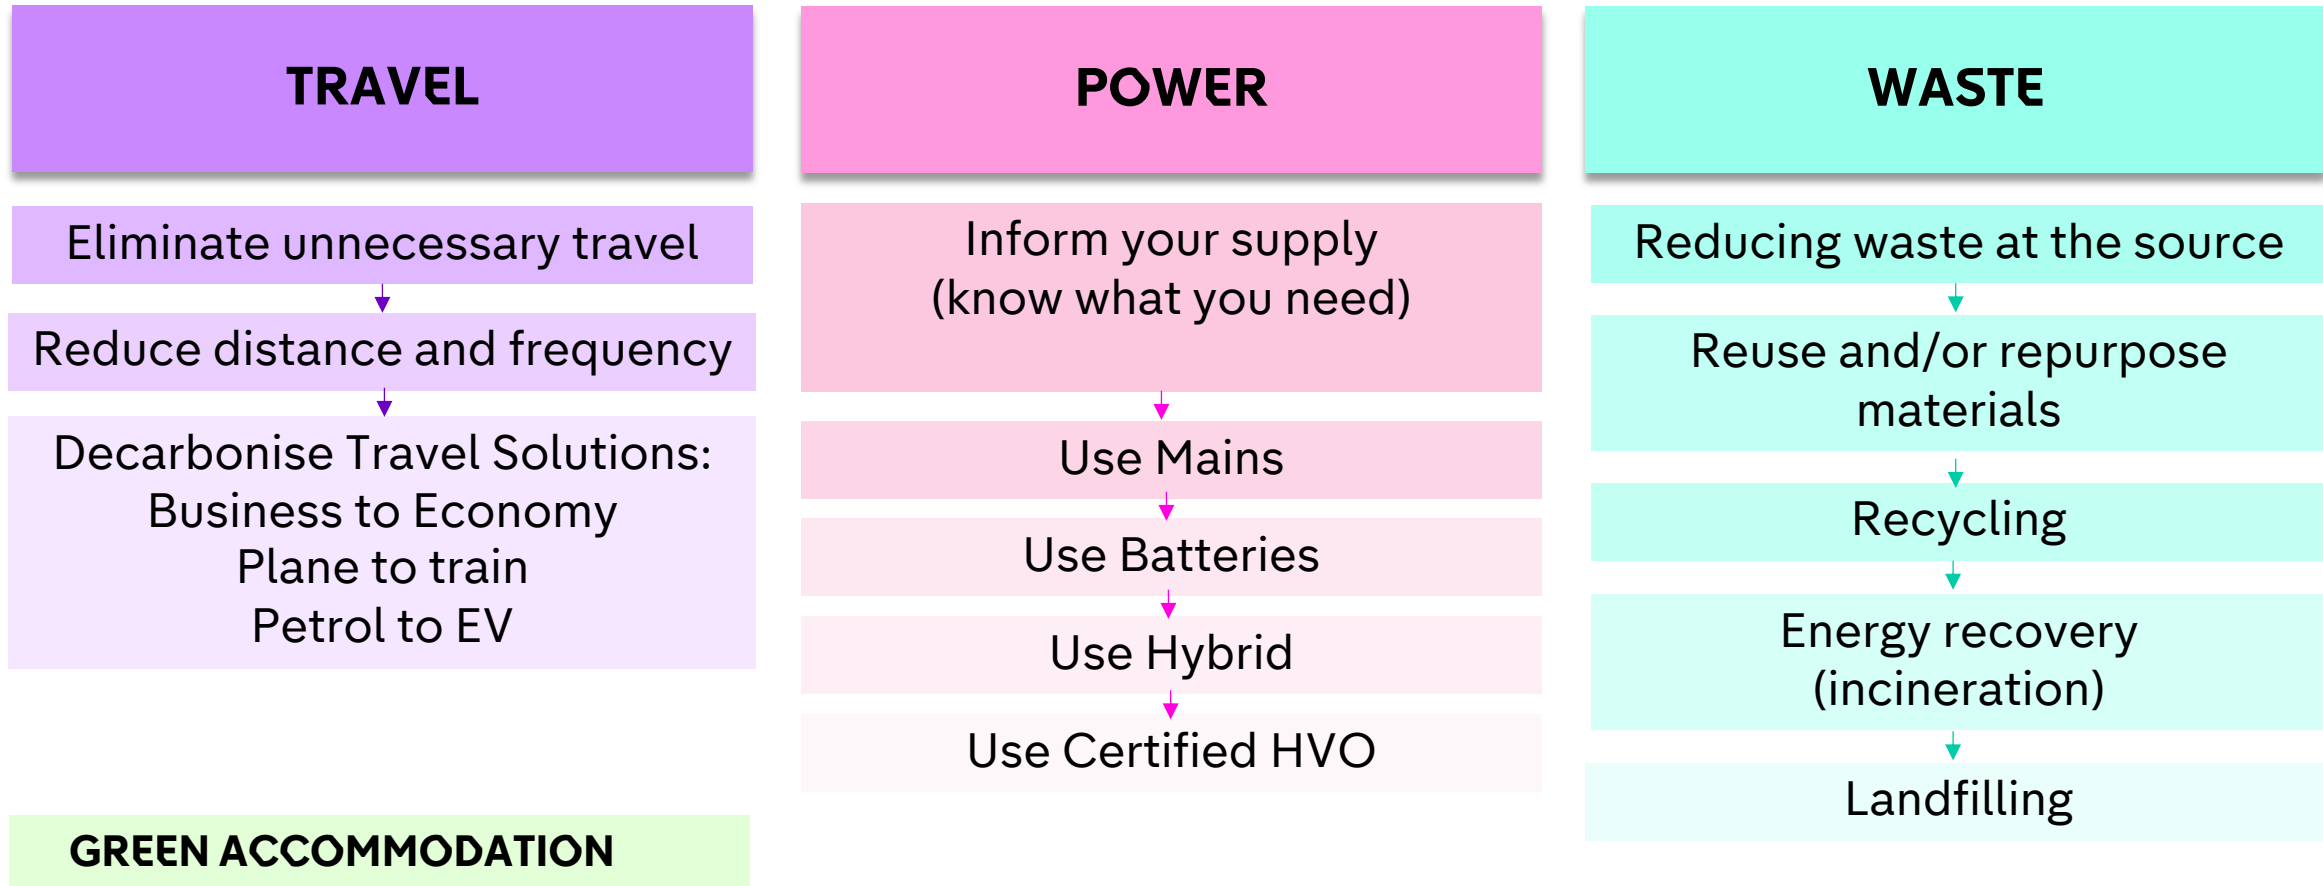 TRAVEL
Eliminate unnecessary travel
Reduce distance and frequency
Decarbonise Travel Solutions:
Business to Economy
Plane to train
Petrol to EV
GREEN ACCOMMODATION
POWER
Inform your supply
(know what you need)
Use Mains
Use Batteries
Use Hybrid
Use Certified HVO
WASTE
Reducing waste at the source
Reuse and/or repurpose
materials
Recycling
Energy recovery
(incineration)
Landfilling